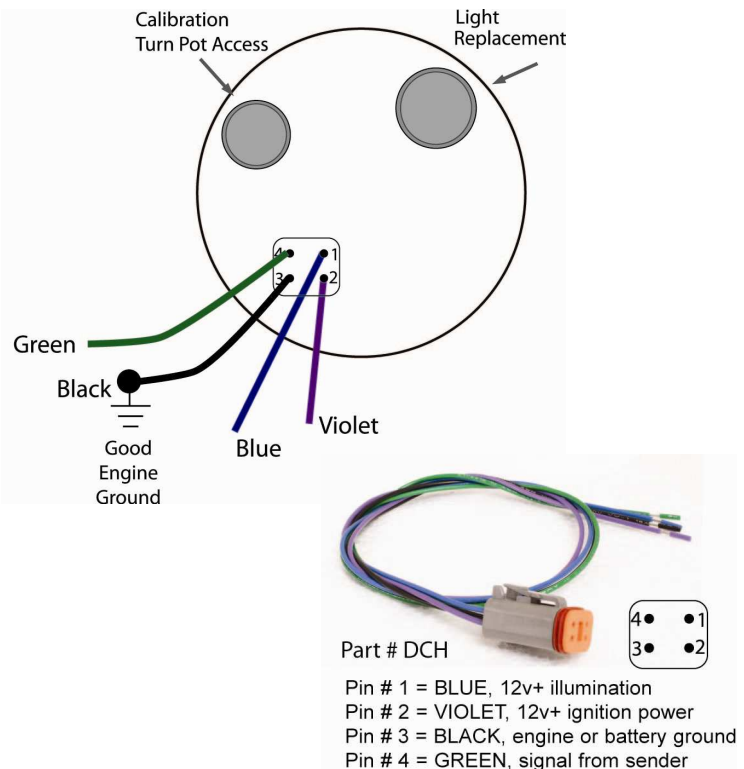 Calibration
Turn Pot Access
Light
Replacement
4 1
3 2
Green
Black
Good
Engine
Ground
Blue
Violet
Part # DCH
4 1
3 2
Pin # 1 = BLUE, 12v+ illumination
Pin # 2 = VIOLET, 12v+ ignition power
Pin # 3 = BLACK, engine or battery ground
Pin # 4 = GREEN, signal from sender